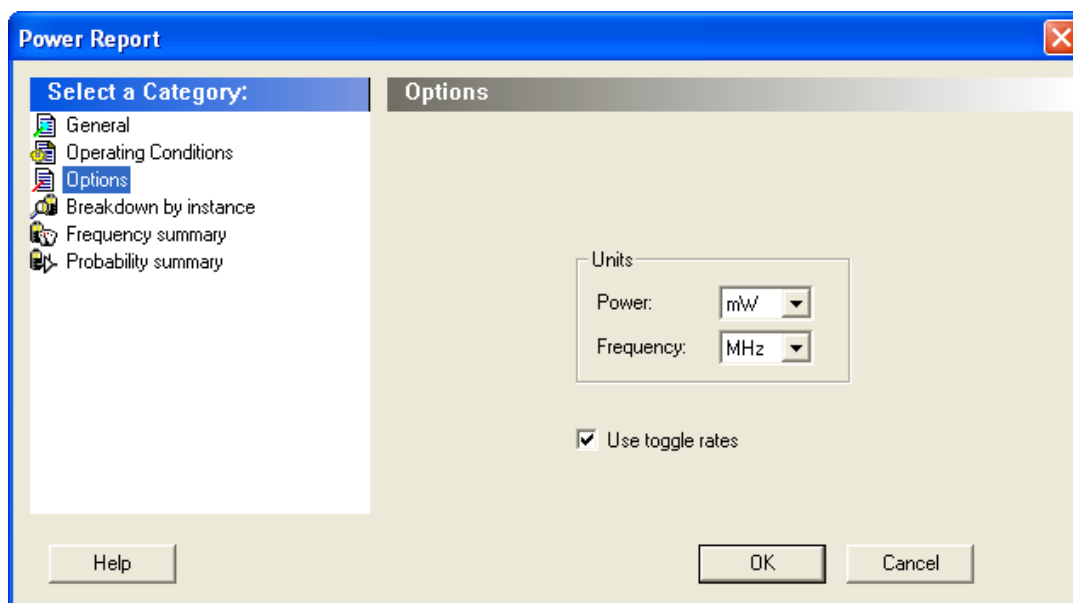 Power Report
Select a Category:
General
Operating Conditions
Options
Breakdown by instance
Frequency summary
Probability summary
Options
Units
Power: mW
Frequency: MHz
Use toggle rates
Help
OK
Cancel